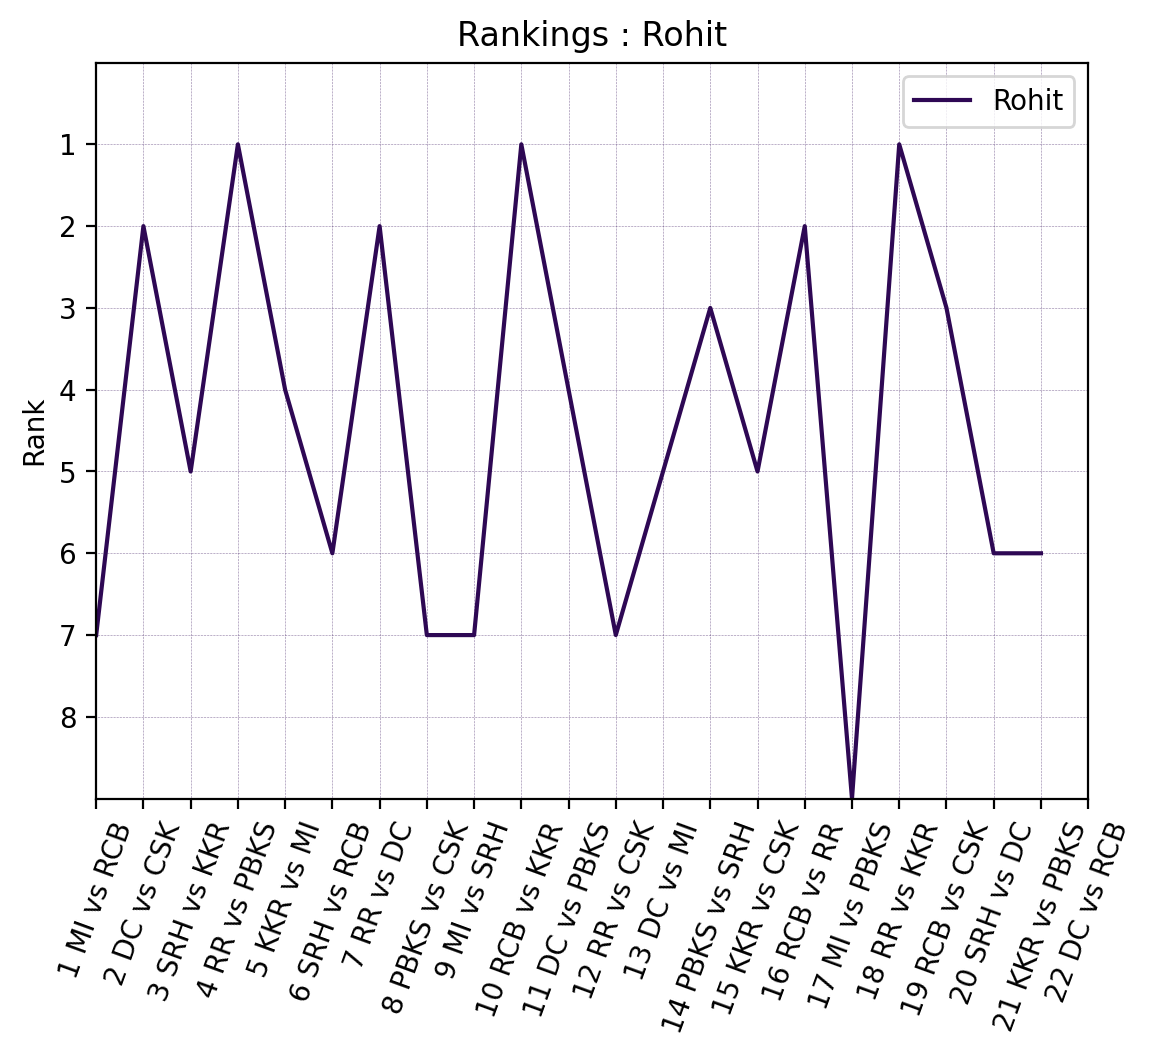 Rankings : Rohit
Rohit
Rank
1
2
3
4
5
6
7
8
1 MI vs RCB
2 DC vs CSK
3 SRH vs KKR
4 RR vs PBKS
5 KKR vs MI
6 SRH vs RCB
7 RR vs DC
8 PBKS vs CSK
9 MI vs SRH
10 RCB vs KKR
11 DC vs PBKS
12 RR vs CSK
13 DC vs MI
14 PBKS vs SRH
15 KKR vs CSK
16 RCB vs RR
17 MI vs PBKS
18 RR vs KKR
19 RCB vs CSK
20 SRH vs DC
21 KKR vs PBKS
22 DC vs RCB